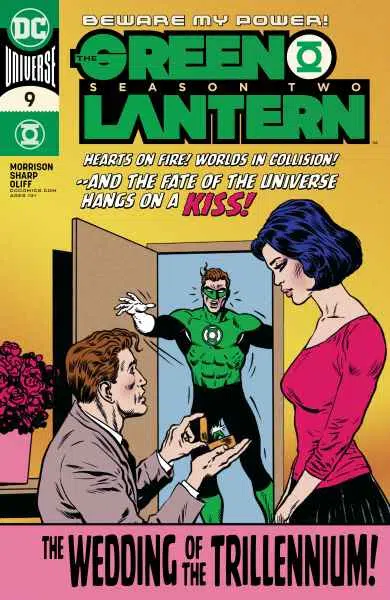 BEWARE MY POWER!
DC
UNIVERSE
9
THE
GREEN
SEASON TWO
LANTERN
MORRISON
SHARP
OLIFF
DCCOMICS.COM
AGES 13+
HEARTS ON FIRE! WORLDS IN COLLISION!
--AND THE FATE OF THE UNIVERSE
HANGS ON A KISS!
THE WEDDING OF THE TRILLENNIUM!